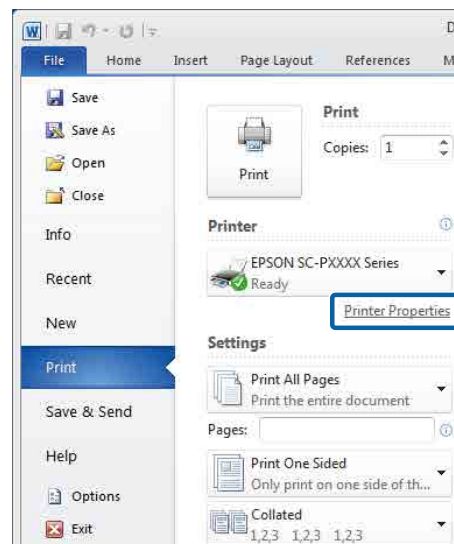 W
D
File Home Insert Page Layout References M
Save
Save As
Open
Close
Info
Recent
New
Print
Save & Send
Help
Options
Exit
Print
Print
Copies: 1
Printer
EPSON SC-PXXXX Series
Ready
Printer Properties
Settings
Print All Pages
Print the entire document
Pages:
Print One Sided
Only print on one side of th...
Collated
1,2,3 1,2,3 1,2,3